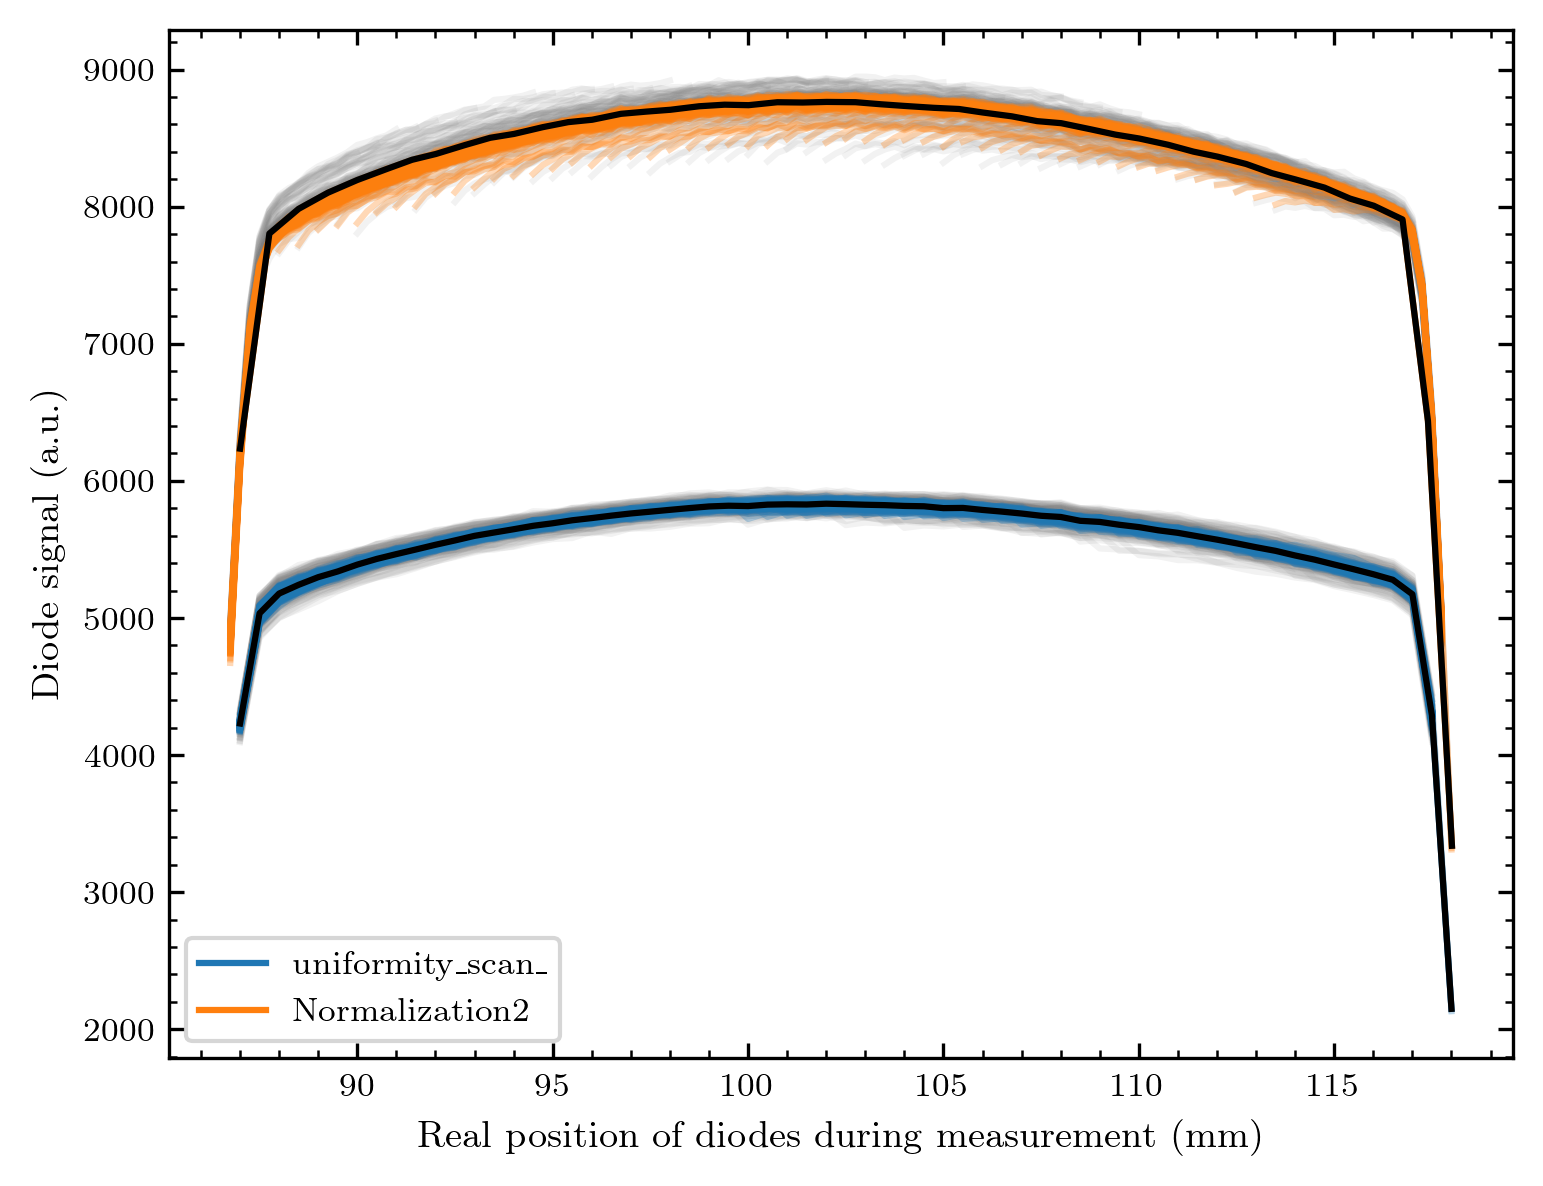 9000
8000
7000
6000
5000
4000
3000
2000
Diode signal (a.u.)
uniformity_scan_
Normalization2
90 95 100 105 110 115
Real position of diodes during measurement (mm)